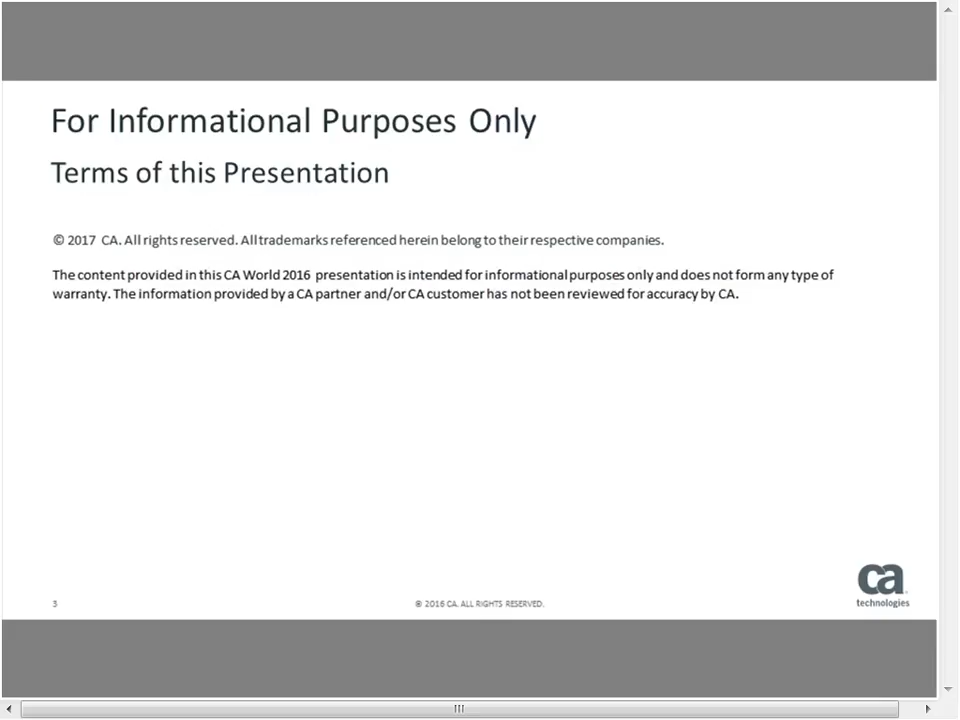 For Informational Purposes Only
Terms of this Presentation
© 2017 CA. All rights reserved. All trademarks referenced herein belong to their respective companies.
The content provided in this CA World 2016 presentation is intended for informational purposes only and does not form any type of
warranty. The information provided by a CA partner and/or CA customer has not been reviewed for accuracy by CA.
ca
technologies
3
© 2016 CA. ALL RIGHTS RESERVED.